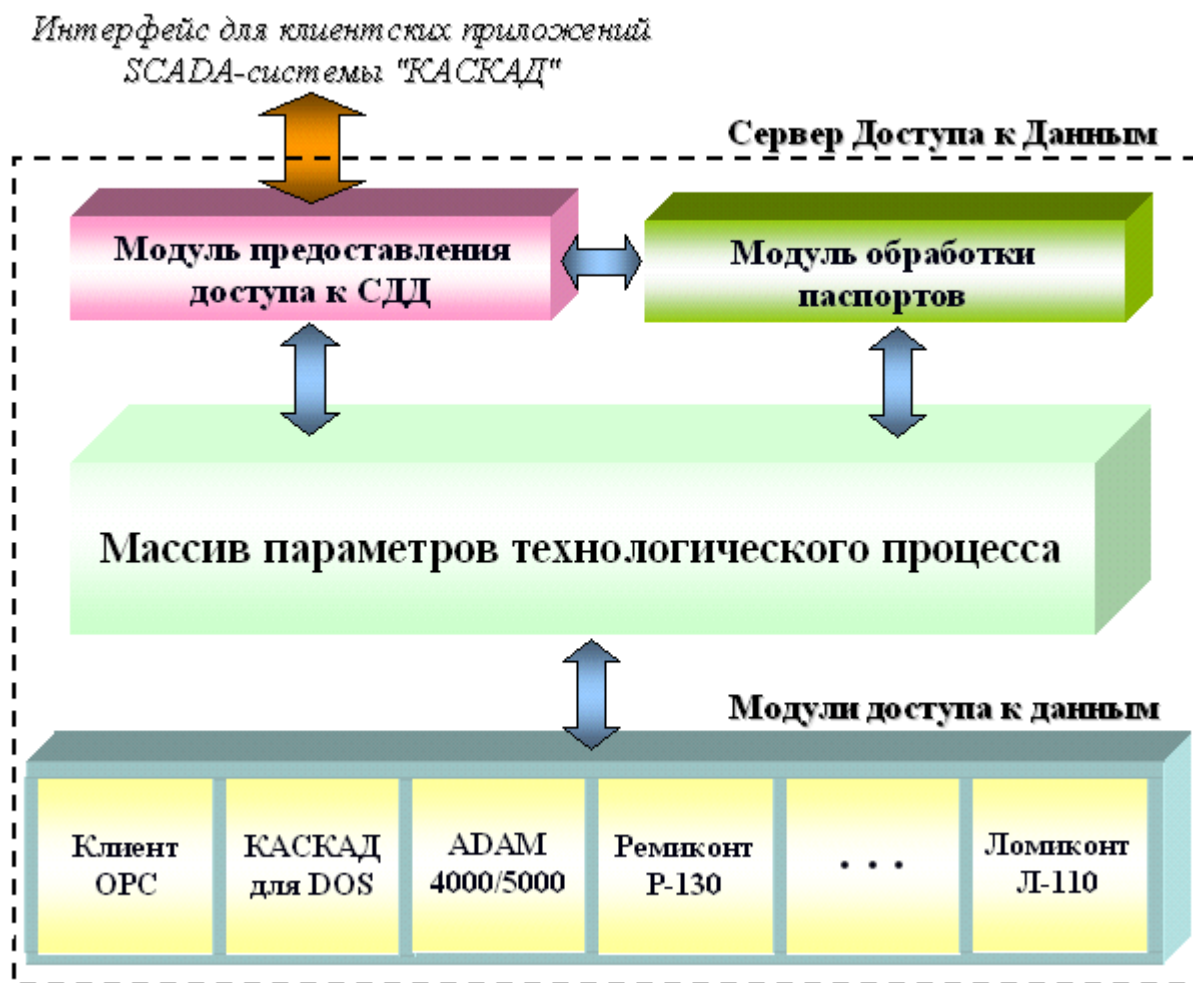 Интерфейс для клиентских приложений
SCADA-системы "КАСКАД"
Сервер Доступа к Данным
Модуль предоставления
доступа к СДД
Модуль обработки
паспортов
Массив параметров технологического процесса
Модули доступа к данным
Клиент
OPC
КАСКАД
для DOS
ADAM
4000/5000
Ремиконт
Р-130
. . .
Ломиконт
Л-110